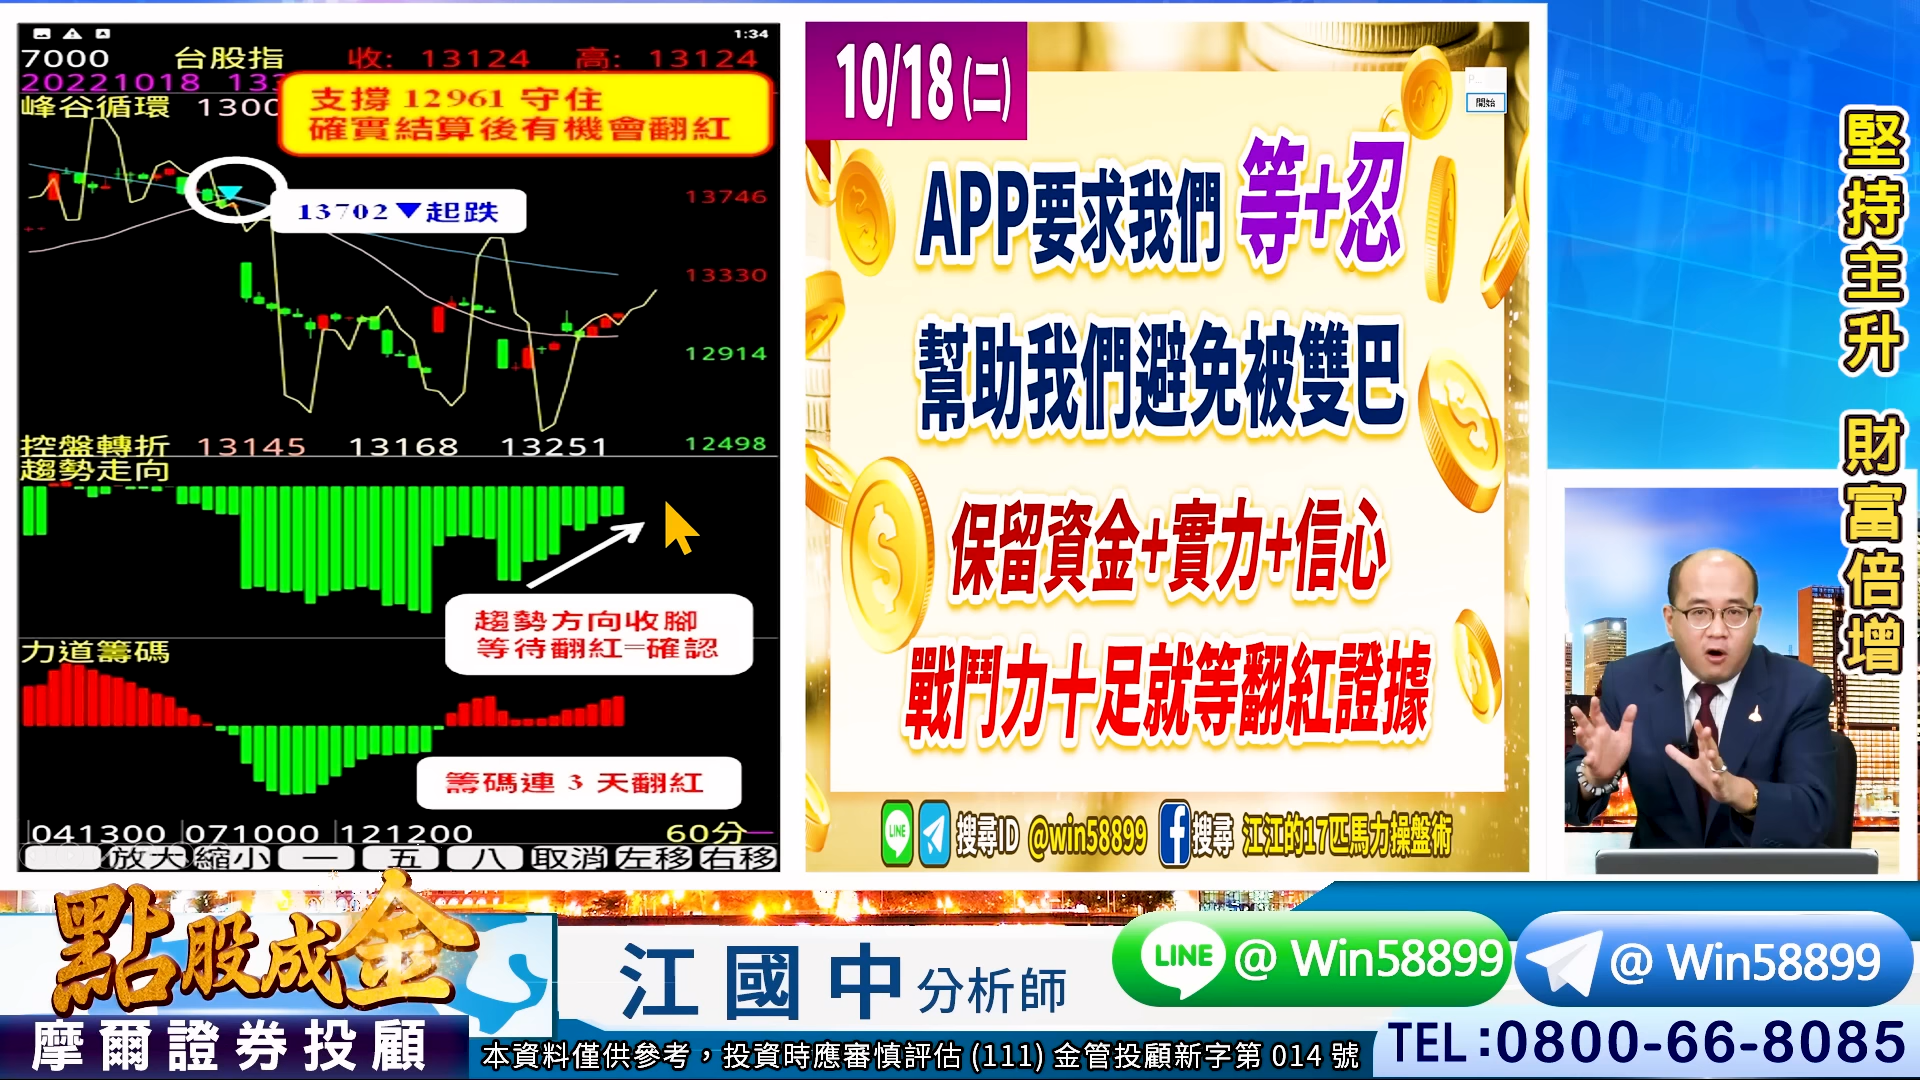 1:34
7000 台股指 收: 13124 高: 13124
20221018
峰谷循環
支撐 12961 守住
確實結算後有機會翻紅
13702▼起跌
13746
13330
12914
12498
控盤轉折 13145 13168 13251
趨勢走向
趨勢方向收腳
等待翻紅=確認
力道籌碼
籌碼連 3 天翻紅
041300 071000 121200 60分
放大 縮小 一 五 八 取消 左移 右移
10/18 (二)
開始
APP要求我們 等+忍
幫助我們避免被雙巴
保留資金+實力+信心
戰鬥力十足就等翻紅證據
LINE 搜尋ID @win58899 搜尋 江江的17匹馬力操盤術
堅持主升 財富倍增
點股成金
摩爾證券投顧
江國中 分析師
LINE @ Win58899
@ Win58899
本資料僅供參考，投資時應審慎評估 (111) 金管投顧新字第 014 號
TEL:0800-66-8085